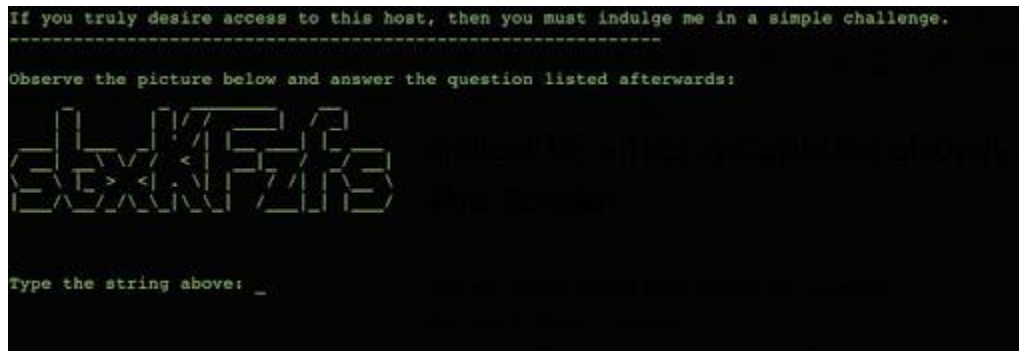 If you truly desire access to this host, then you must indulge me in a simple challenge.
Observe the picture below and answer the question listed afterwards:
stxKFzfs
Type the string above: _